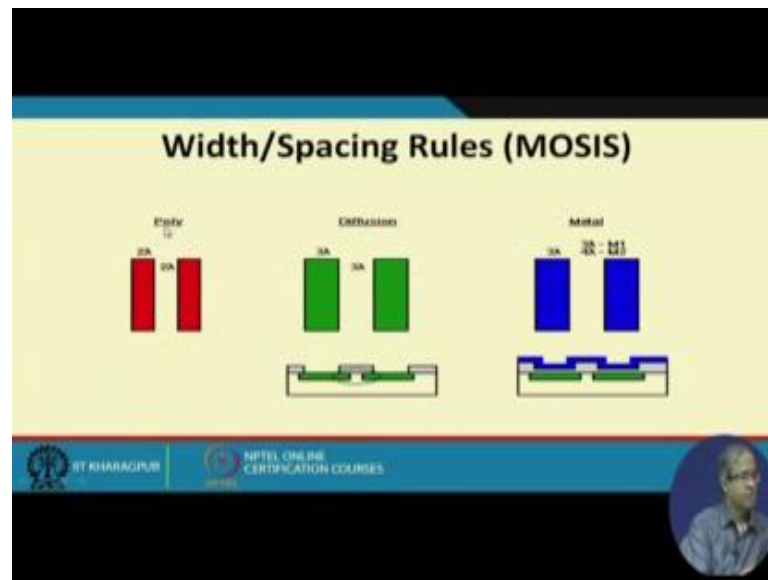 Width/Spacing Rules (MOSIS)
Poly
Diffusion
Metal
2λ
2λ
3λ
3λ
3λ
IIT KHARAGPUR
NPTEL ONLINE
CERTIFICATION COURSES